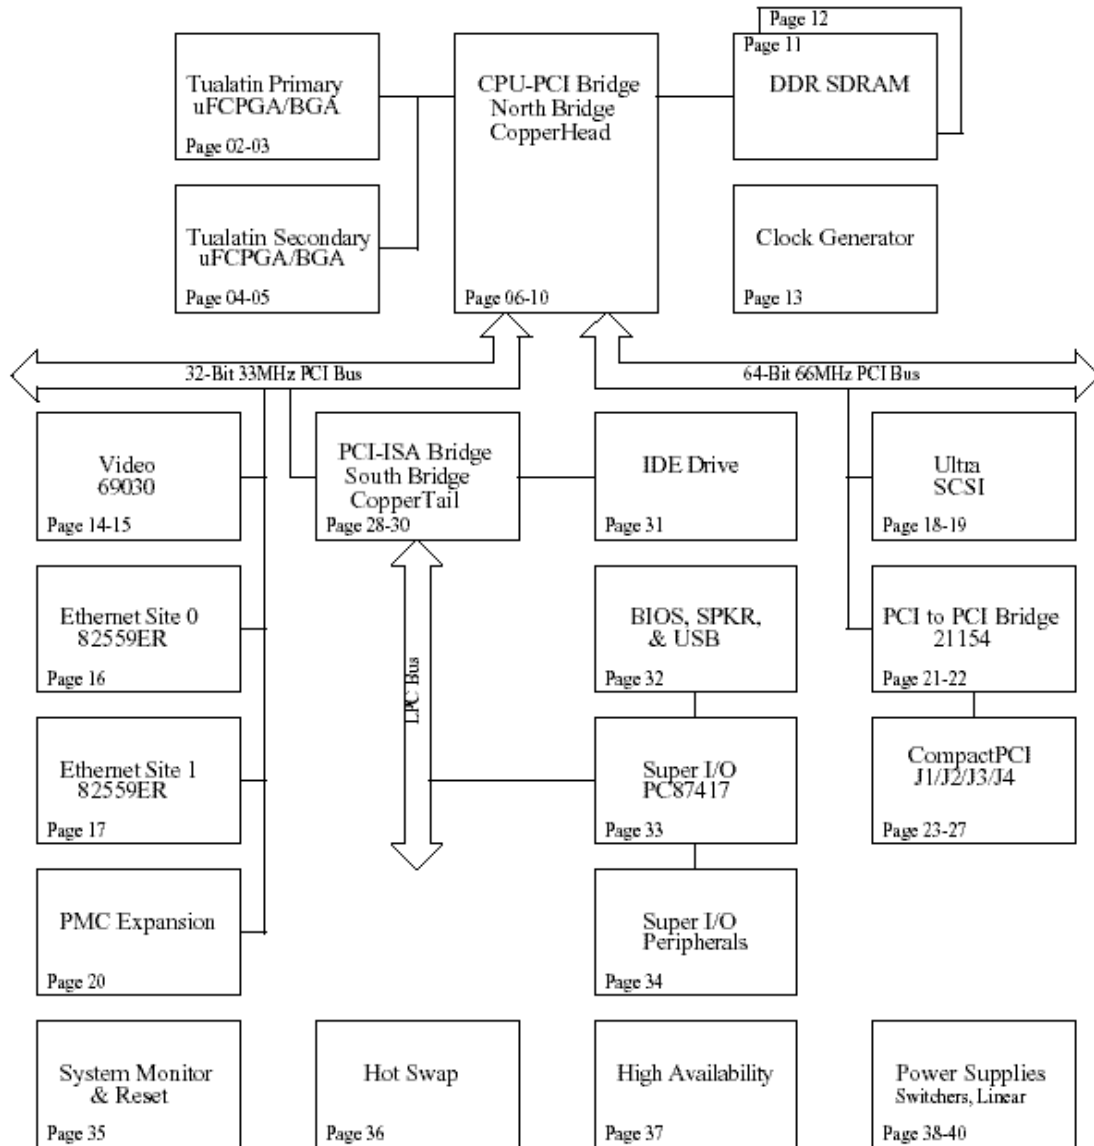 Page 12
Page 11
DDR SDRAM
Tualatin Primary
uFCPGA/BGA
Page 02-03
CPU-PCI Bridge
North Bridge
CopperHead
Page 06-10
Tualatin Secondary
uFCPGA/BGA
Page 04-05
Clock Generator
Page 13
32-Bit 33MHz PCI Bus
64-Bit 66MHz PCI Bus
Video
69030
Page 14-15
PCI-ISA Bridge
South Bridge
CopperTail
Page 28-30
IDE Drive
Page 31
Ultra
SCSI
Page 18-19
Ethernet Site 0
82559ER
Page 16
LPC Bus
BIOS, SPKR,
& USB
Page 32
PCI to PCI Bridge
21154
Page 21-22
Ethernet Site 1
82559ER
Page 17
Super I/O
PC87417
Page 33
CompactPCI
J1/J2/J3/J4
Page 23-27
PMC Expansion
Page 20
Super I/O
Peripherals
Page 34
System Monitor
& Reset
Page 35
Hot Swap
Page 36
High Availability
Page 37
Power Supplies
Switchers, Linear
Page 38-40